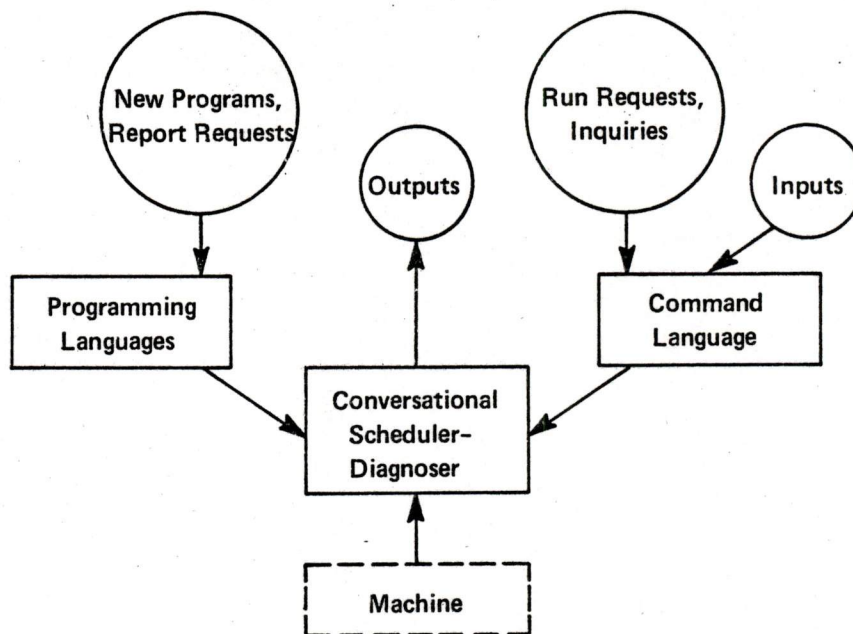 New Programs,
Report Requests
Run Requests,
Inquiries
Outputs
Inputs
Programming
Languages
Command
Language
Conversational
Scheduler-
Diagnoser
Machine